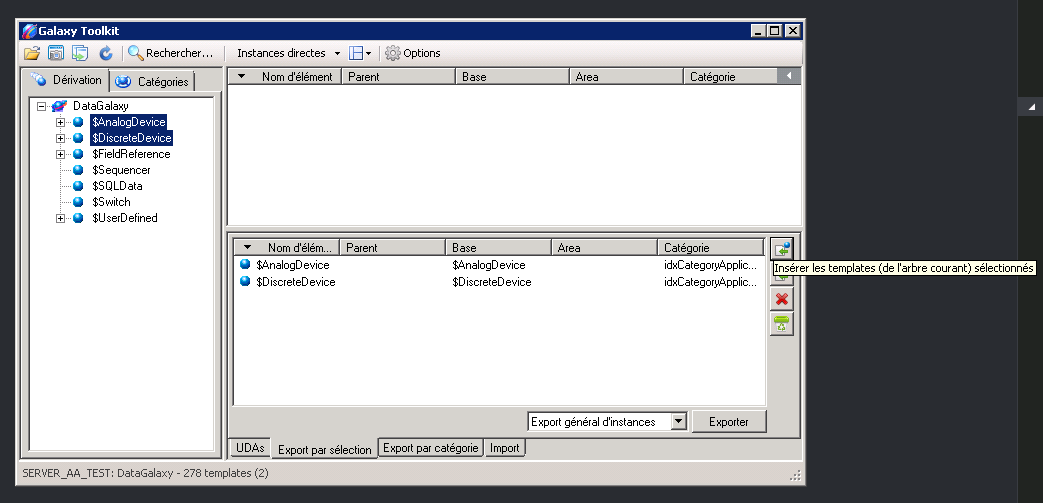 Galaxy Toolkit
Rechercher... Instances directes Options
Dérivation Catégories
DataGalaxy
$AnalogDevice
$DiscreteDevice
$FieldReference
$Sequencer
$SQLData
$Switch
$UserDefined
Nom d'élément Parent Base Area Catégorie
Nom d'élém... Parent Base Area Catégorie
$AnalogDevice $AnalogDevice idxCategoryApplic...
$DiscreteDevice $DiscreteDevice idxCategoryApplic...
Insérer les templates (de l'arbre courant) sélectionnés
Export général d'instances Exporter
UDAs Export par sélection Export par catégorie Import
SERVER_AA_TEST: DataGalaxy - 278 templates (2)